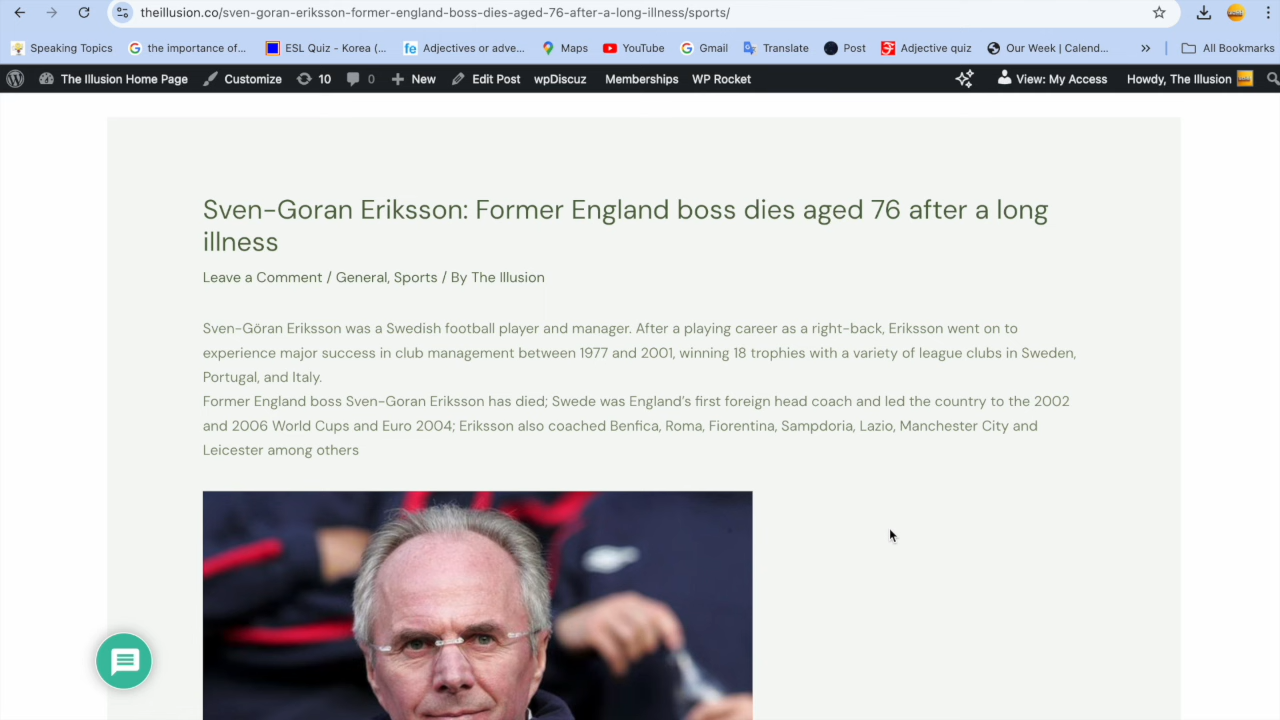 theillusion.co/sven-goran-eriksson-former-england-boss-dies-aged-76-after-a-long-illness/sports/
Speaking Topics the importance of... ESL Quiz - Korea (... Adjectives or adve... Maps YouTube Gmail Translate Post Adjective quiz Our Week | Calend... » All Bookmarks
The Illusion Home Page Customize 10 0 New Edit Post wpDiscuz Memberships WP Rocket View: My Access Howdy, The Illusion
Sven-Goran Eriksson: Former England boss dies aged 76 after a long
illness
Leave a Comment / General, Sports / By The Illusion
Sven-Göran Eriksson was a Swedish football player and manager. After a playing career as a right-back, Eriksson went on to
experience major success in club management between 1977 and 2001, winning 18 trophies with a variety of league clubs in Sweden,
Portugal, and Italy.
Former England boss Sven-Goran Eriksson has died; Swede was England's first foreign head coach and led the country to the 2002
and 2006 World Cups and Euro 2004; Eriksson also coached Benfica, Roma, Fiorentina, Sampdoria, Lazio, Manchester City and
Leicester among others